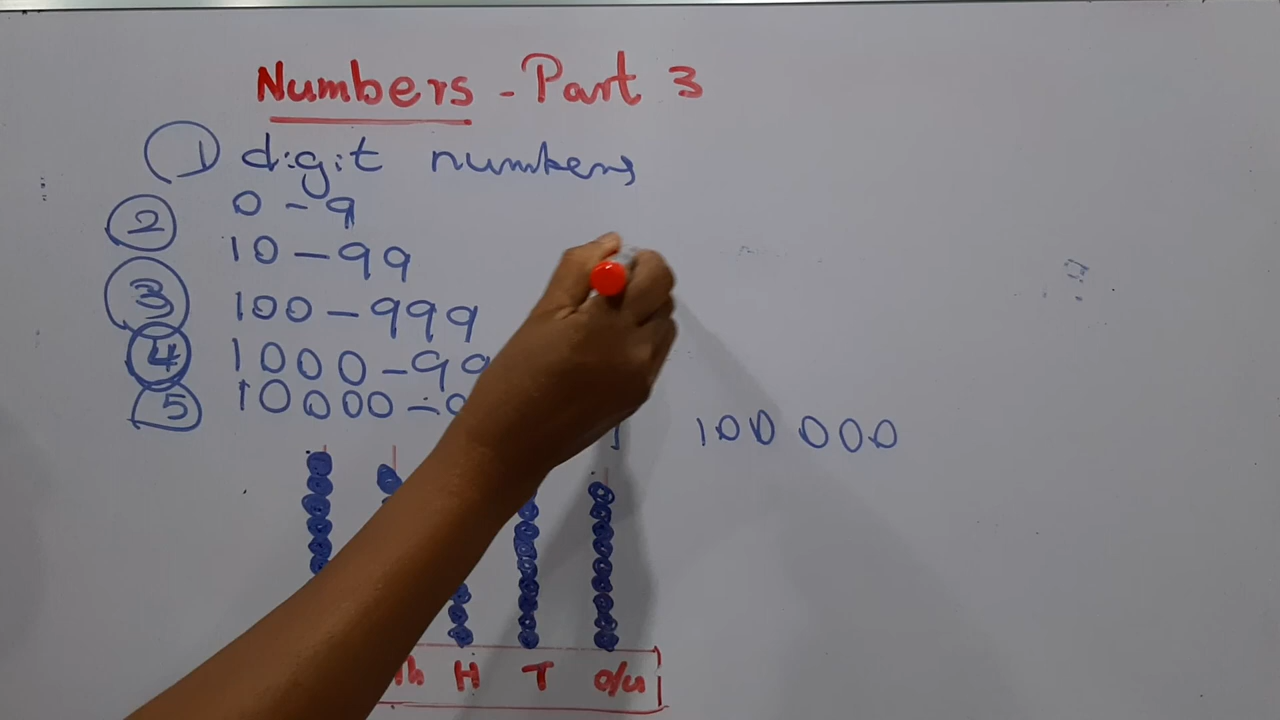 Numbers - Part 3
1 digit numbers
2 0 - 9
10 - 99
3 100 - 999
4 1000 - 99
5 10000 -
100 000
H T O/U